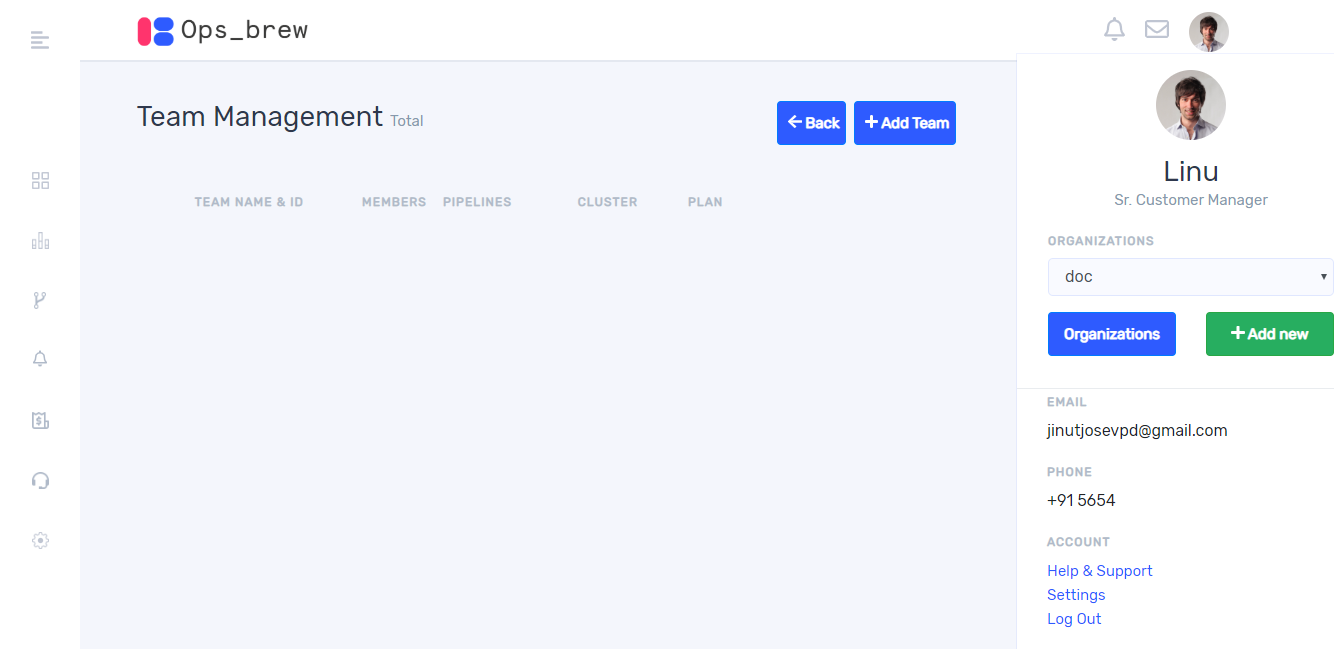 Ops_brew
Team Management Total
Back
Add Team
TEAM NAME & ID MEMBERS PIPELINES CLUSTER PLAN
Linu
Sr. Customer Manager
ORGANIZATIONS
doc
Organizations
Add new
EMAIL
jinutjosevpd@gmail.com
PHONE
+91 5654
ACCOUNT
Help & Support
Settings
Log Out